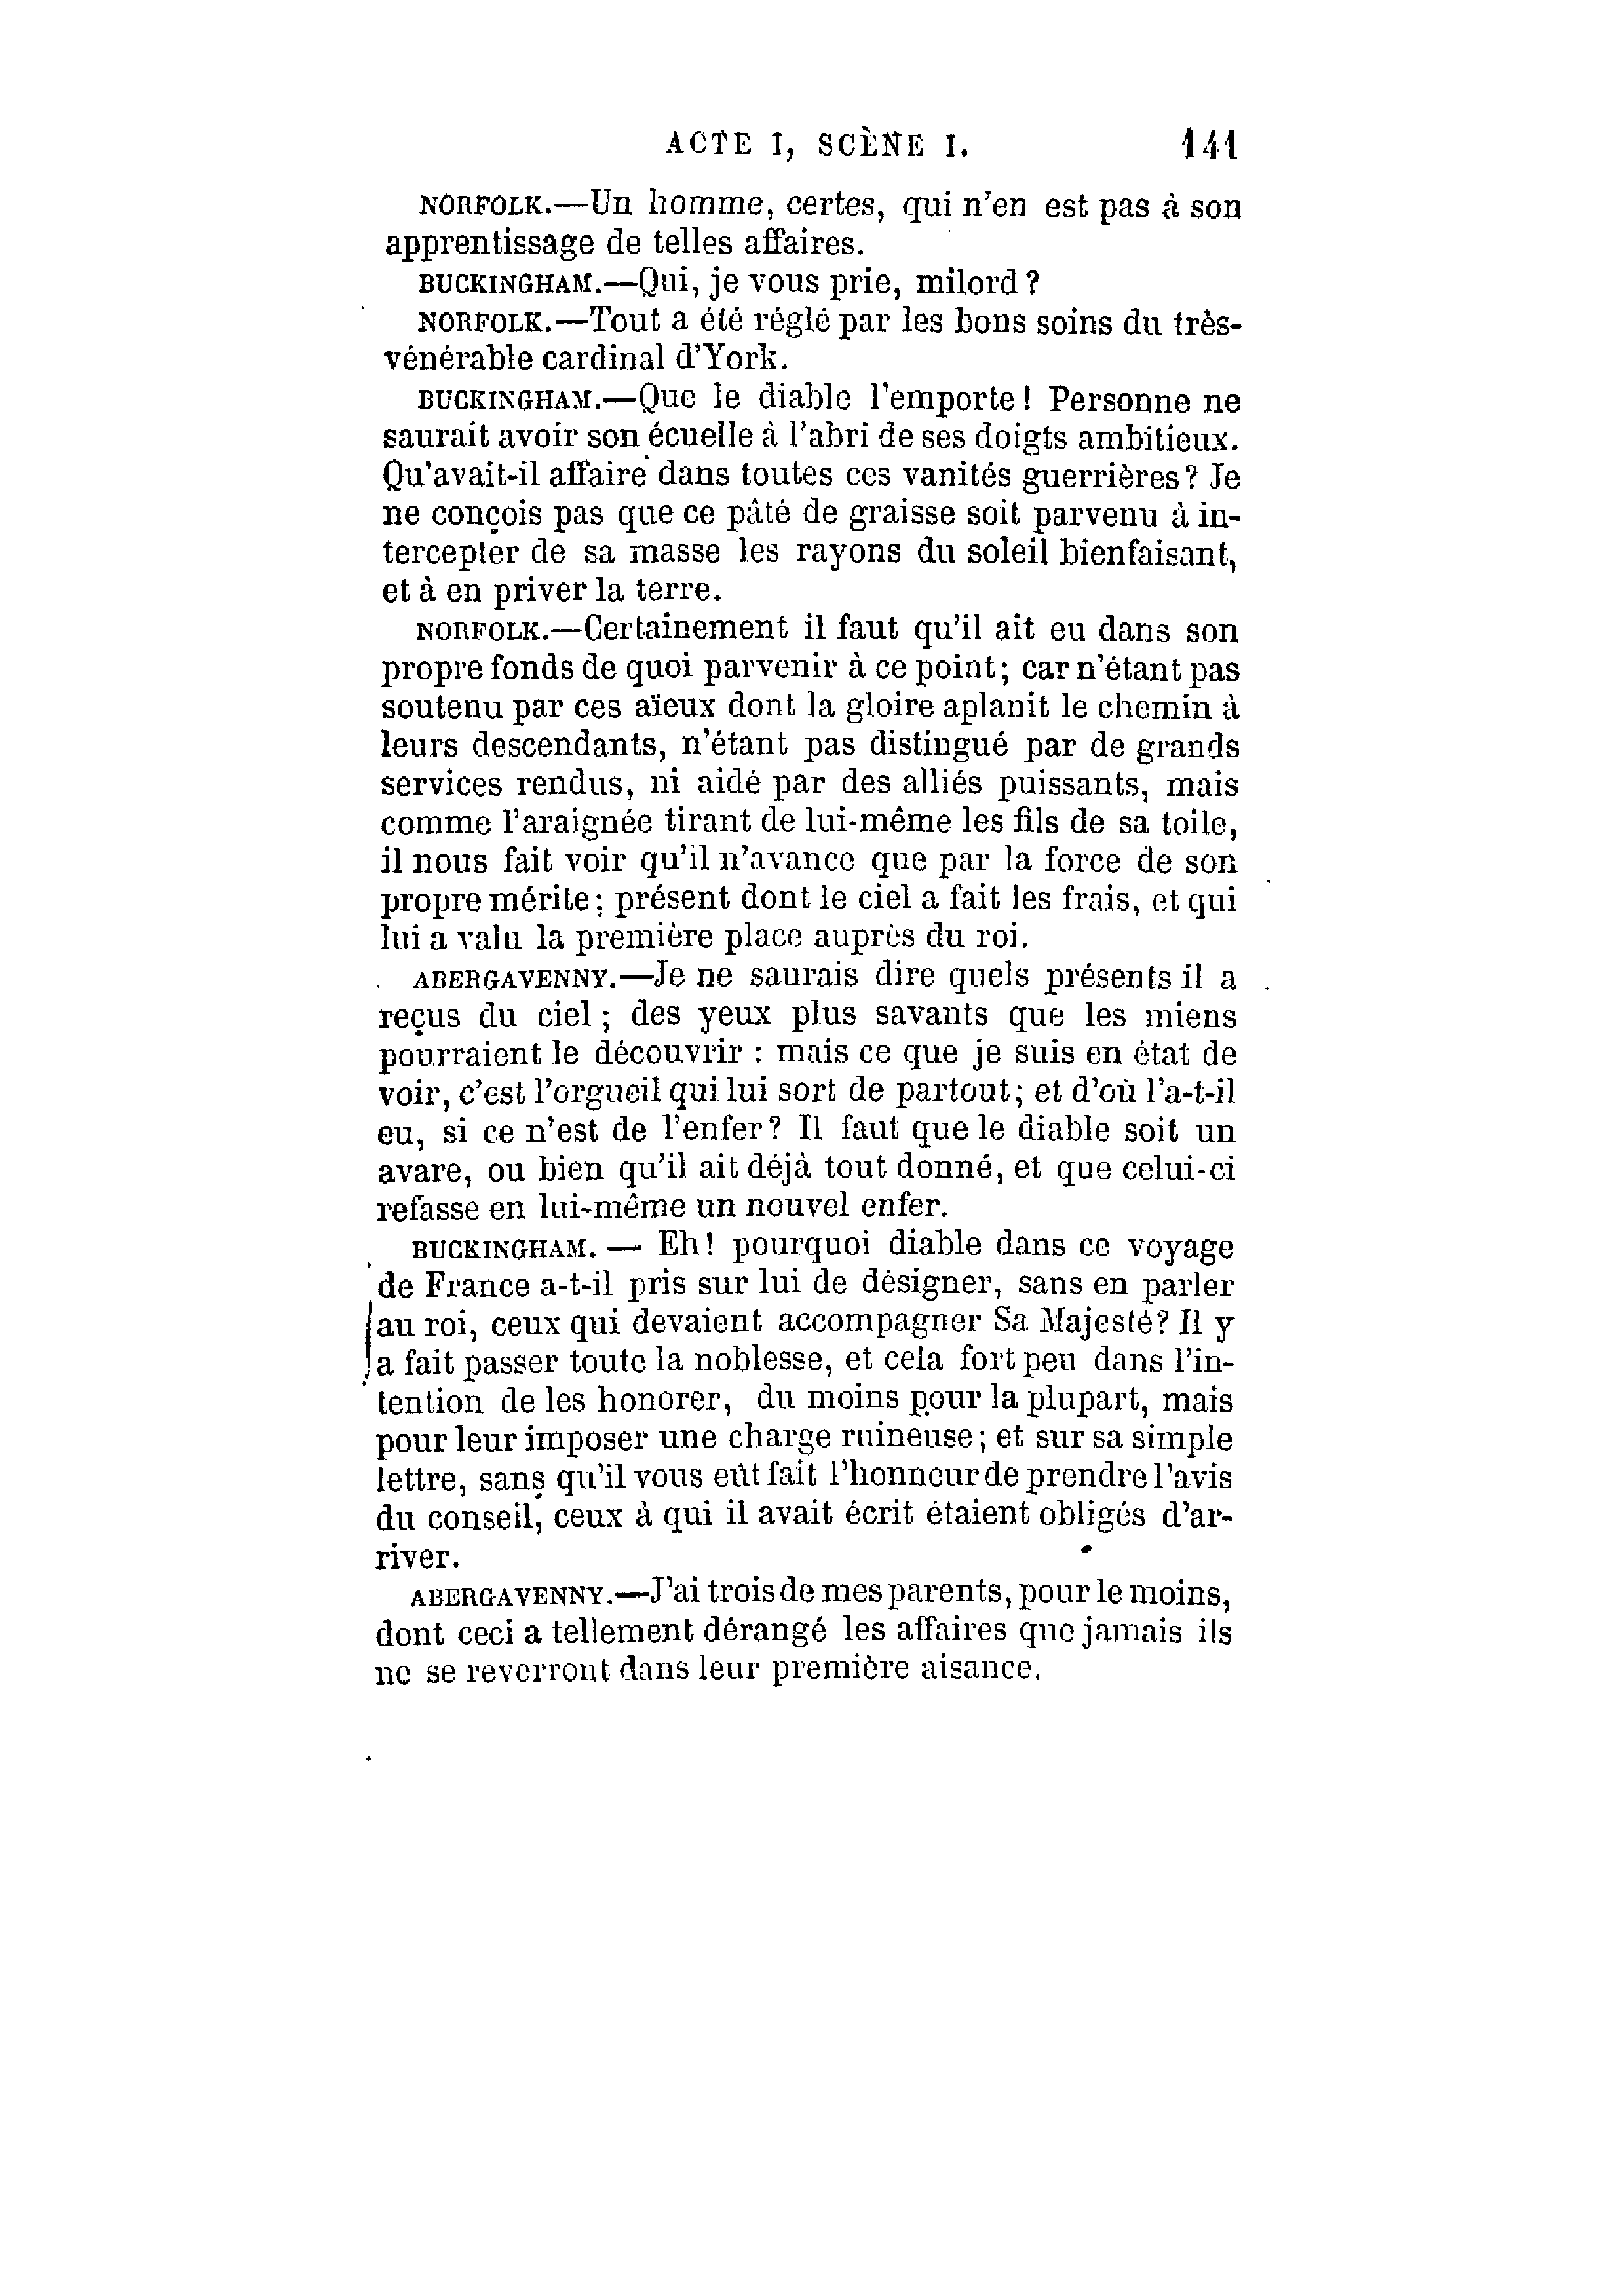 ACTE I, SCÈNE I. 141
NORFOLK.—Un homme, certes, qui n'en est pas à son
apprentissage de telles affaires.
BUCKINGHAM.—Qui, je vous prie, milord ?
NORFOLK.—Tout a été réglé par les bons soins du très-
vénérable cardinal d'York.
BUCKINGHAM.—Que le diable l'emporte! Personne ne
saurait avoir son écuelle à l'abri de ses doigts ambitieux.
Qu'avait-il affaire dans toutes ces vanités guerrières? Je
ne conçois pas que ce pâté de graisse soit parvenu à in-
tercepter de sa masse les rayons du soleil bienfaisant,
et à en priver la terre.
NORFOLK.—Certainement il faut qu'il ait eu dans son
propre fonds de quoi parvenir à ce point; car n'étant pas
soutenu par ces aïeux dont la gloire aplanit le chemin à
leurs descendants, n'étant pas distingué par de grands
services rendus, ni aidé par des alliés puissants, mais
comme l'araignée tirant de lui-même les fils de sa toile,
il nous fait voir qu'il n'avance que par la force de son
propre mérite; présent dont le ciel a fait les frais, et qui
lui a valu la première place auprès du roi.
ABERGAVENNY.—Je ne saurais dire quels présents il a
reçus du ciel ; des yeux plus savants que les miens
pourraient le découvrir : mais ce que je suis en état de
voir, c'est l'orgueil qui lui sort de partout; et d'où l'a-t-il
eu, si ce n'est de l'enfer? Il faut que le diable soit un
avare, ou bien qu'il ait déjà tout donné, et que celui-ci
refasse en lui-même un nouvel enfer.
BUCKINGHAM. — Eh! pourquoi diable dans ce voyage
de France a-t-il pris sur lui de désigner, sans en parler
au roi, ceux qui devaient accompagner Sa Majesté? Il y
a fait passer toute la noblesse, et cela fort peu dans l'in-
tention de les honorer, du moins pour la plupart, mais
pour leur imposer une charge ruineuse; et sur sa simple
lettre, sans qu'il vous eût fait l'honneur de prendre l'avis
du conseil, ceux à qui il avait écrit étaient obligés d'ar-
river.
ABERGAVENNY.—J'ai trois de mes parents, pour le moins,
dont ceci a tellement dérangé les affaires que jamais ils
ne se reverront dans leur première aisance.